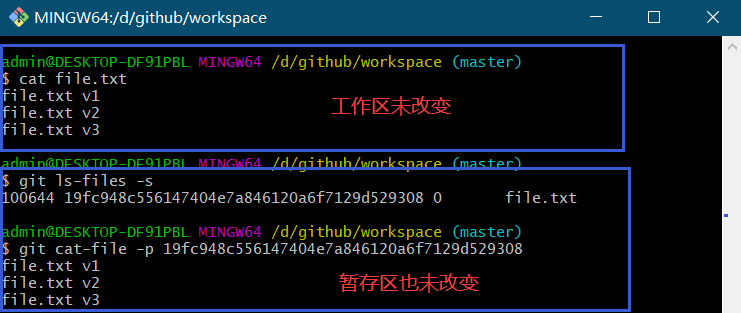 MINGW64:/d/github/workspace
admin@DESKTOP-DF91PBL MINGW64 /d/github/workspace (master)
$ cat file.txt
file.txt v1
file.txt v2
file.txt v3
工作区未改变
admin@DESKTOP-DF91PBL MINGW64 /d/github/workspace (master)
$ git ls-files -s
100644 19fc948c556147404e7a846120a6f7129d529308 0 file.txt
admin@DESKTOP-DF91PBL MINGW64 /d/github/workspace (master)
$ git cat-file -p 19fc948c556147404e7a846120a6f7129d529308
file.txt v1
file.txt v2
file.txt v3
暂存区也未改变